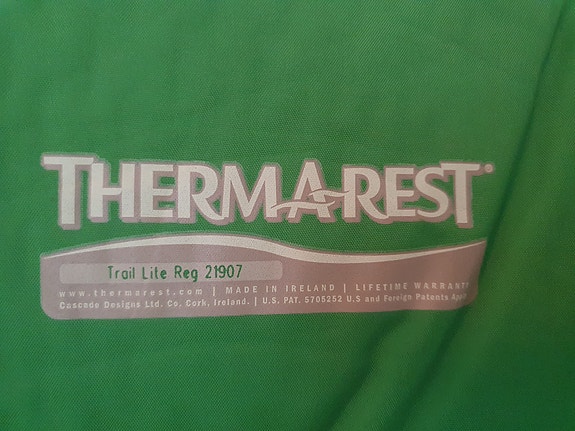 THERMAREST®
Trail Lite Reg 21907
www.thermarest.com | MADE IN IRELAND | LIFETIME WARRANTY
Cascade Designs Ltd. Co, Cork, Ireland. | U.S. PAT. 5705252 U.S and Foreign Patents Apply